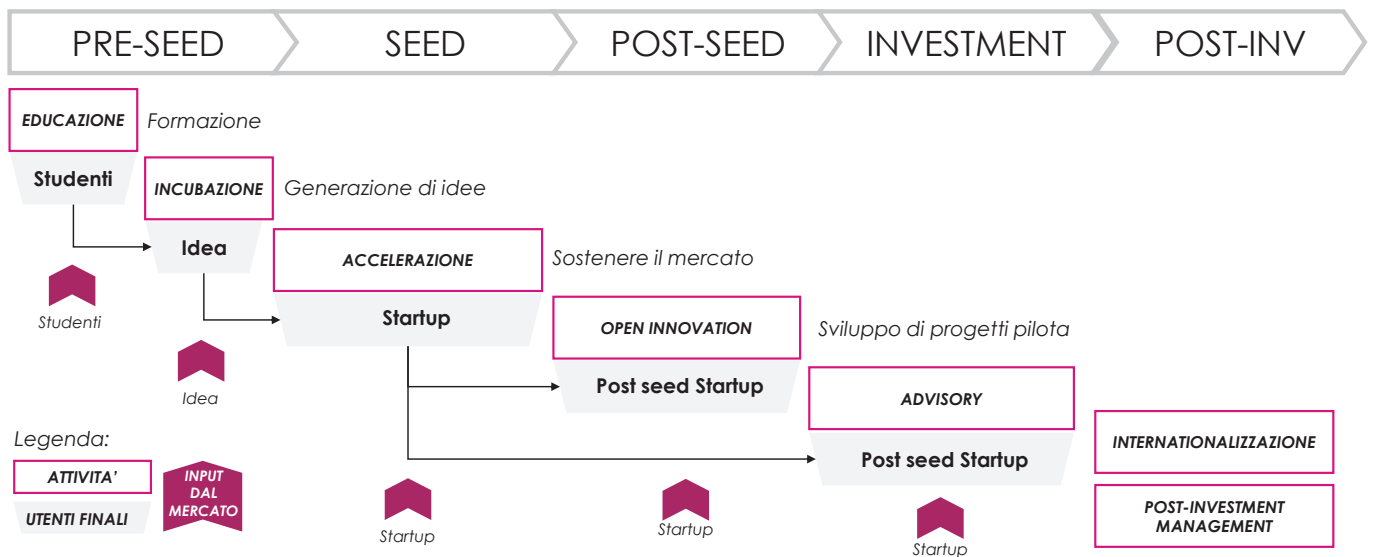 PRE-SEED
SEED
POST-SEED
INVESTMENT
POST-INV
EDUCAZIONE
Formazione
Studenti
INCUBAZIONE
Generazione di idee
Idea
ACCELERAZIONE
Sostenere il mercato
Startup
OPEN INNOVATION
Sviluppo di progetti pilota
Post seed Startup
ADVISORY
Post seed Startup
INTERNATIONALIZZAZIONE
POST-INVESTMENT
MANAGEMENT
Studenti
Idea
Startup
Startup
Startup
Legenda:
ATTIVITA'
UTENTI FINALI
INPUT
DAL
MERCATO